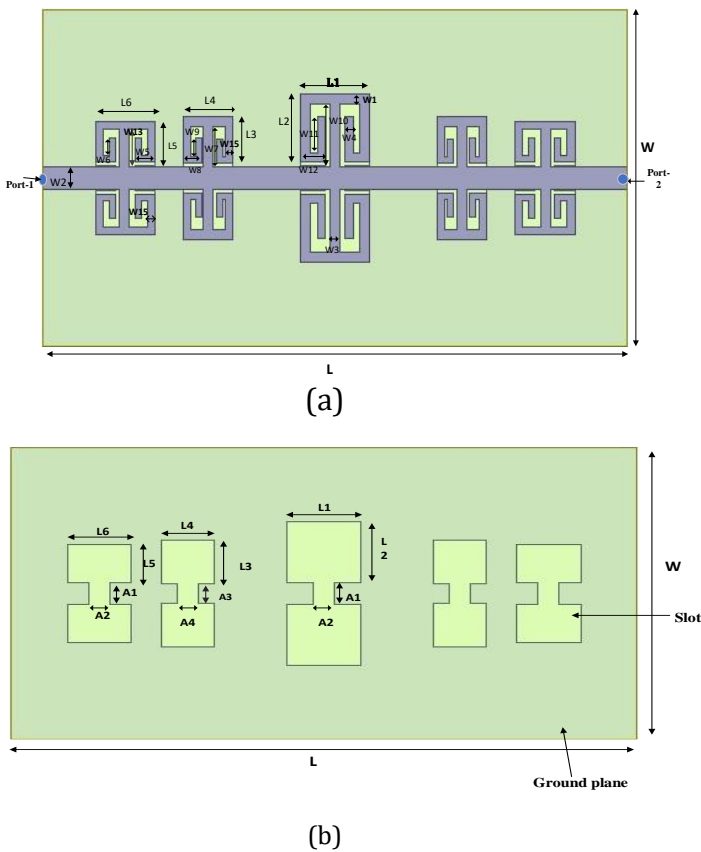 L1
L6
L4
W1
L2
W10
W13
W9
W11
L3
W7
W15
W4
L5
W6
W5
W8
W12
W
Port-1
W2
Port-
2
W15
W3
L
(a)
L6
L4
L1
L
2
L5
L3
A1
A3
A1
A2
A4
A2
W
Slot
L
Ground plane
(b)